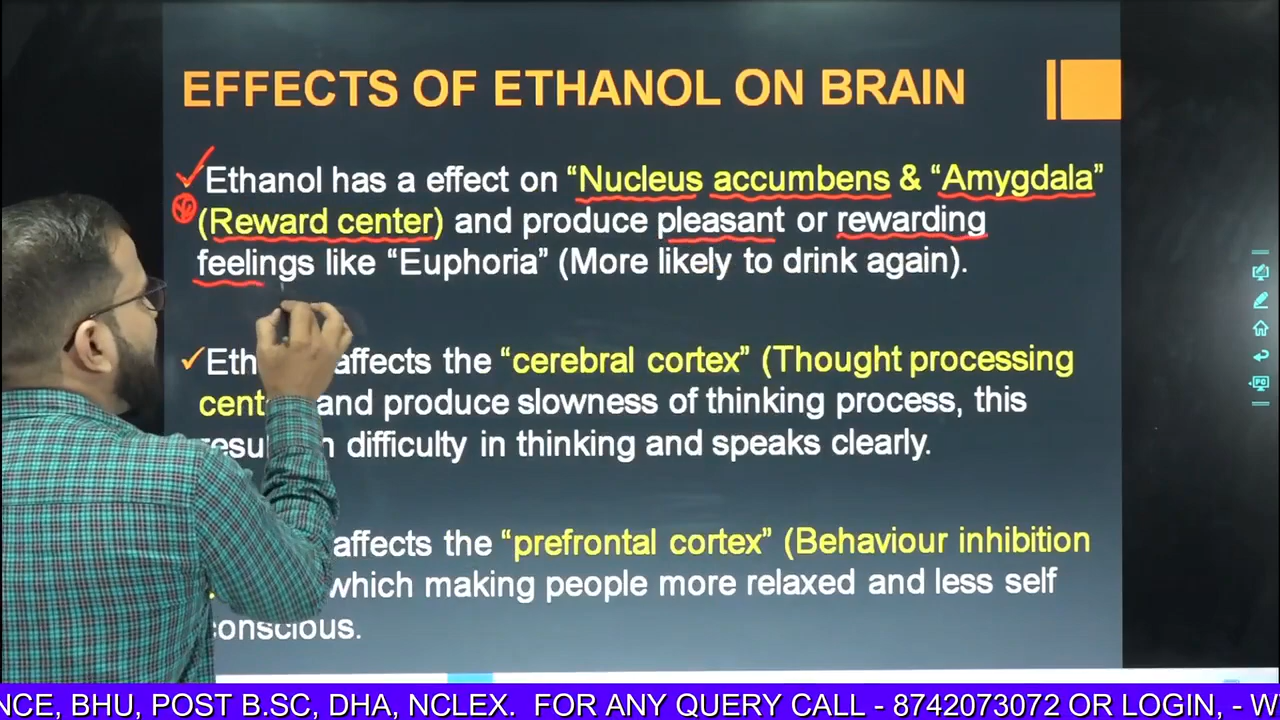 EFFECTS OF ETHANOL ON BRAIN
Ethanol has a effect on “Nucleus accumbens & “Amygdala”
(Reward center) and produce pleasant or rewarding
feelings like “Euphoria” (More likely to drink again).
affects the “cerebral cortex” (Thought processing
and produce slowness of thinking process, this
difficulty in thinking and speaks clearly.
affects the “prefrontal cortex” (Behaviour inhibition
which making people more relaxed and less self
conscious.
NCE, BHU, POST B.SC, DHA, NCLEX. FOR ANY QUERY CALL - 8742073072 OR LOGIN, - W